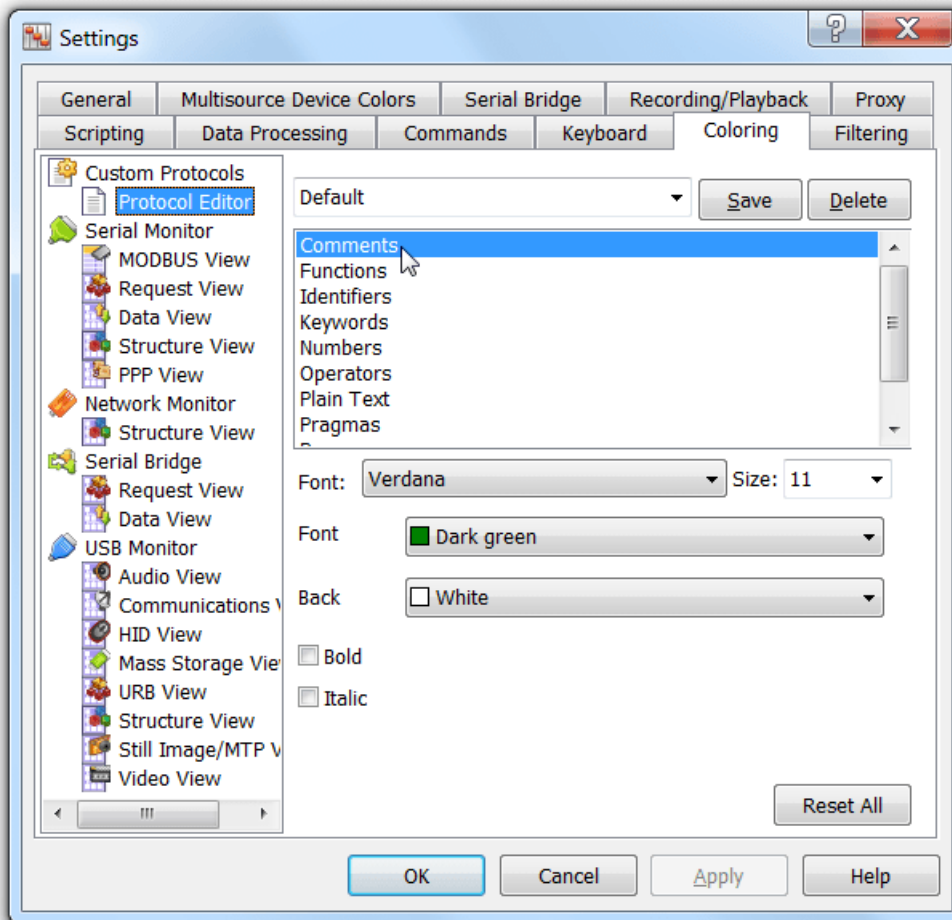 Settings
General Multisource Device Colors Serial Bridge Recording/Playback Proxy
Scripting Data Processing Commands Keyboard Coloring Filtering
Custom Protocols
Protocol Editor
Serial Monitor
MODBUS View
Request View
Data View
Structure View
PPP View
Network Monitor
Structure View
Serial Bridge
Request View
Data View
USB Monitor
Audio View
Communications
HID View
Mass Storage Vie
URB View
Structure View
Still Image/MTP
Video View
Default Save Delete
Comments
Functions
Identifiers
Keywords
Numbers
Operators
Plain Text
Pragmas
Font: Verdana Size: 11
Font Dark green
Back White
Bold
Italic
Reset All
OK Cancel Apply Help